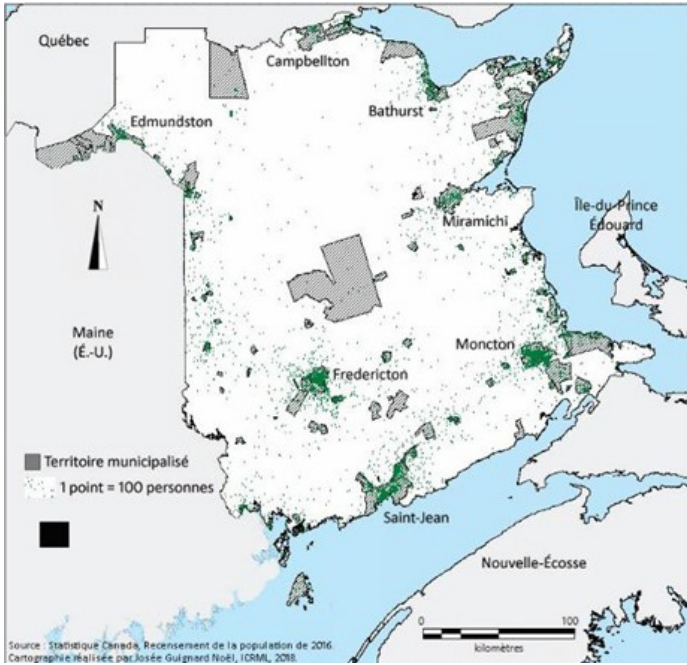 Québec
Campbellton
Edmundston
Bathurst
N
Miramichi
Île-du-Prince
Édouard
Maine
(É.-U.)
Moncton
Fredericton
Territoire municipalisé
1 point = 100 personnes
Saint-Jean
Nouvelle-Écosse
0 100
kilomètres
Source : Statistique Canada, Recensement de la population de 2016.
Cartographie réalisée par Josée Guignard Noël, ICRML, 2018.